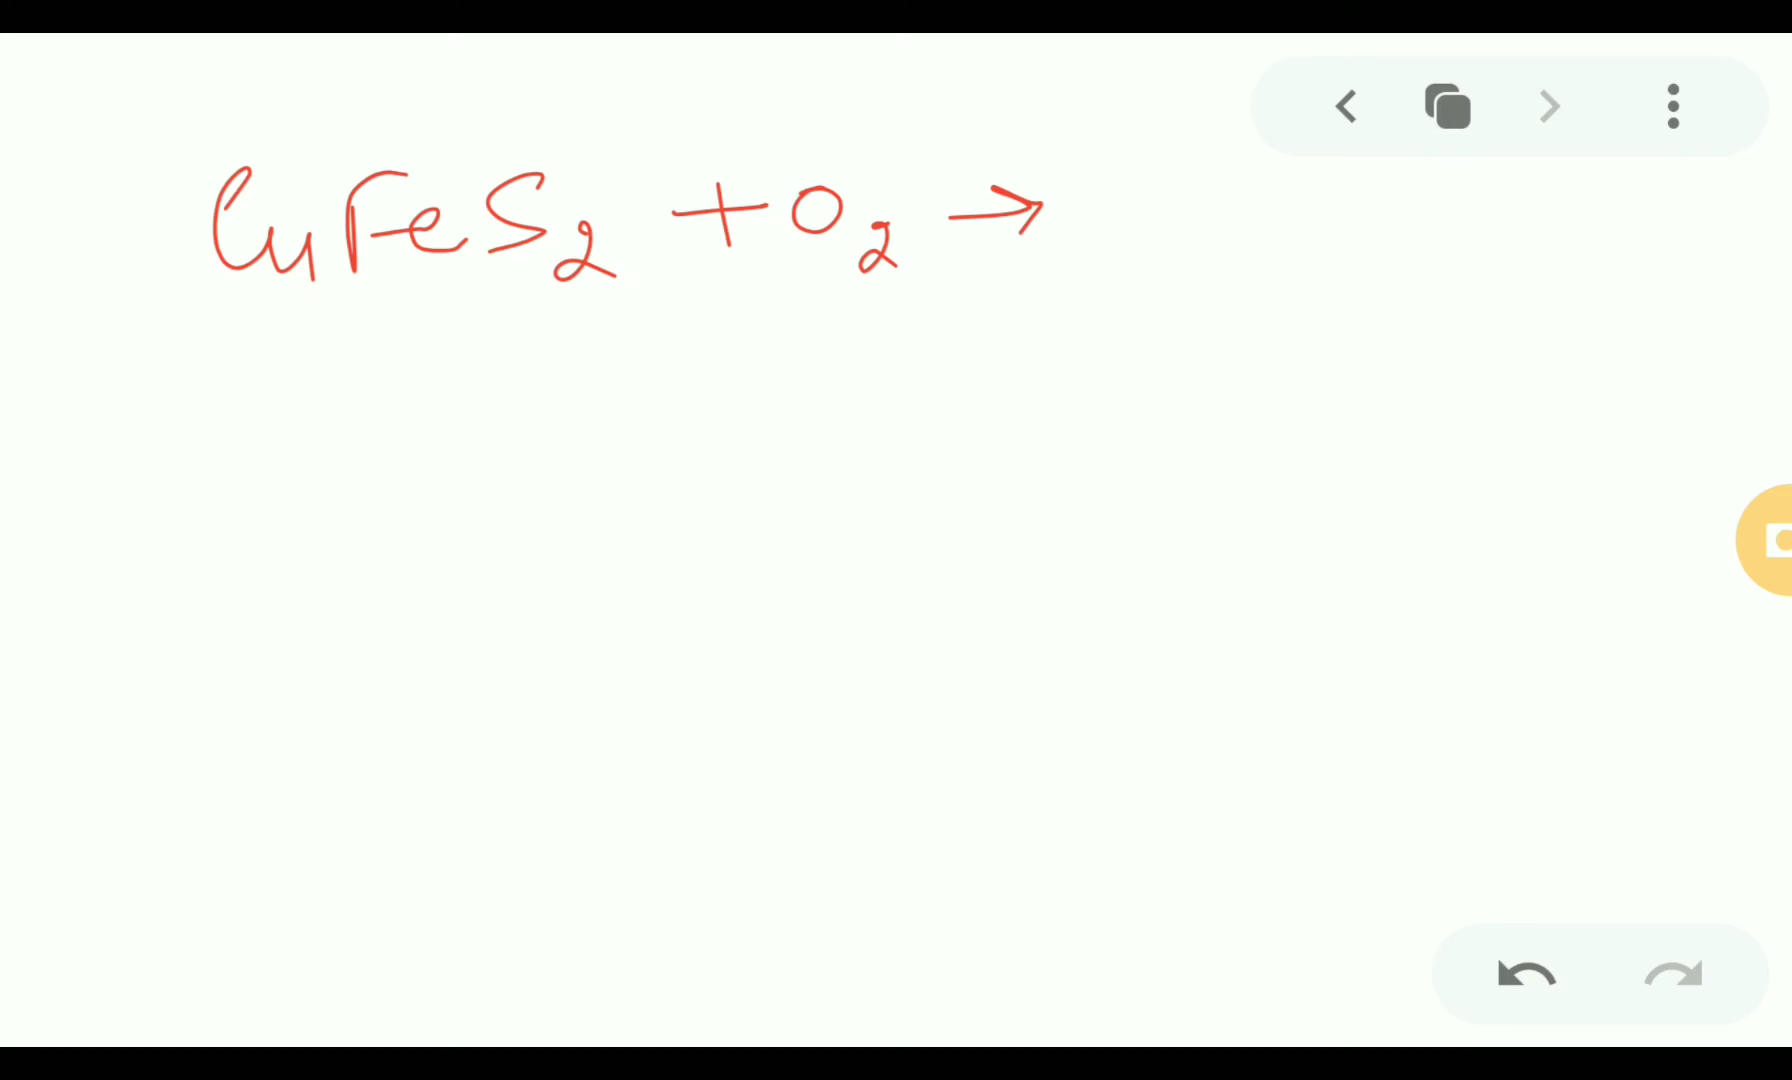 CuFeS₂ + O₂ →